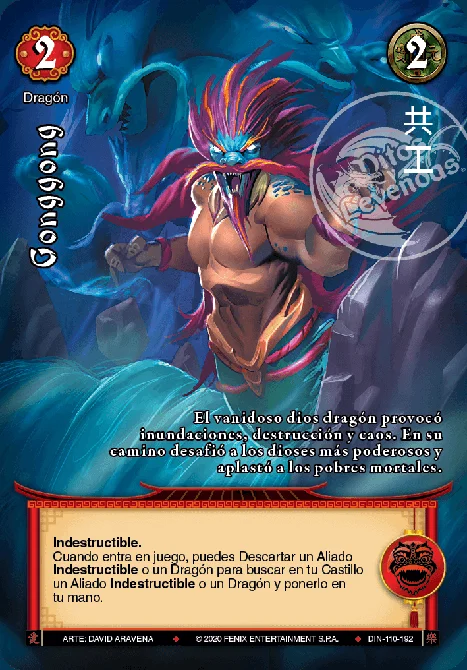 2
2
Dragón
Gonggong
共工
Ditos
Revenous.
El vanidoso dios dragón provocó
inundaciones, destrucción y caos. En su
camino desafió a los dioses más poderosos y
aplastó a los pobres mortales.
Indestructible.
Cuando entra en juego, puedes Descartar un Aliado
Indestructible o un Dragón para buscar en tu Castillo
un Aliado Indestructible o un Dragón y ponerlo en
tu mano.
ARTE: DAVID ARAVENA ◆ ©2020 FENIX ENTERTAINMENT S.P.A. ◆ DIN-110-192